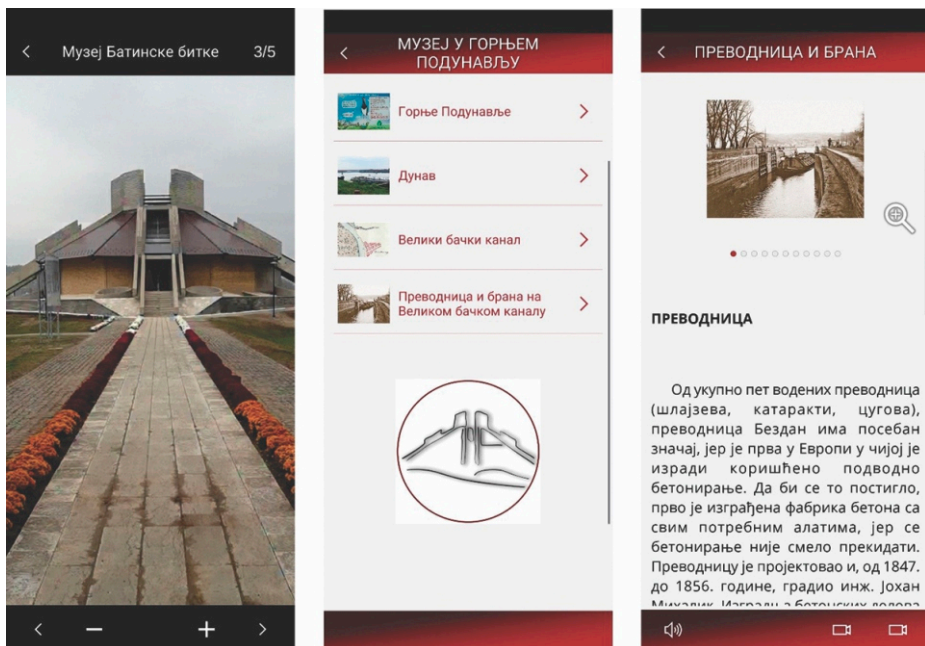 Музеј Батинске битке 3/5
МУЗЕЈ У ГОРЊЕМ
ПОДУНАВЉУ
Горње Подунавље
Дунав
Велики бачки канал
Преводница и брана на
Великом бачком каналу
ПРЕВОДНИЦА И БРАНА
ПРЕВОДНИЦА
Од укупно пет водених преводница
(шлајзева, катаракти, цугова),
преводница Бездан има посебан
значај, јер је прва у Европи у чијој је
изради коришћено подводно
бетонирање. Да би се то постигло,
прво је изграђена фабрика бетона са
свим потребним алатима, јер се
бетонирање није смело прекидати.
Преводницу је пројектовао и, од 1847.
до 1856. године, градио инж. Јохан
Михалик. Изградња бетонских делова